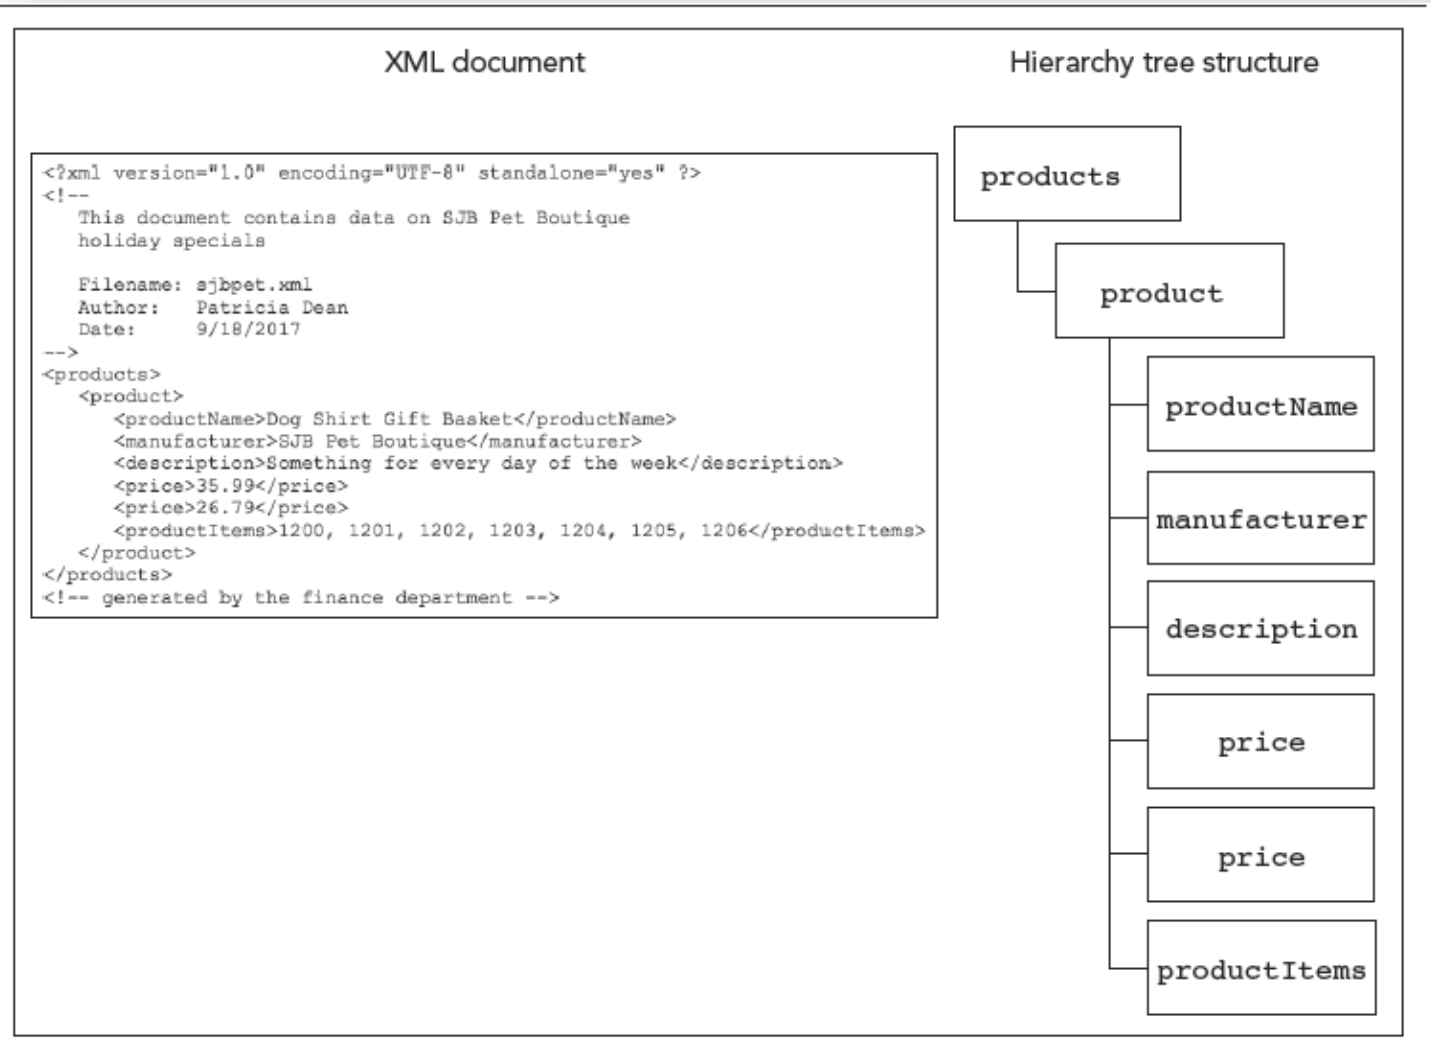 XML document
Hierarchy tree structure
<?xml version="1.0" encoding="UTF-8" standalone="yes" ?>
<!--
This document contains data on SJB Pet Boutique
holiday specials
Filename: sjbpet.xml
Author: Patricia Dean
Date: 9/18/2017
-->
<products>
<product>
<productName>Dog Shirt Gift Basket</productName>
<manufacturer>SJB Pet Boutique</manufacturer>
<description>Something for every day of the week</description>
<price>35.99</price>
<price>26.79</price>
<productItems>1200, 1201, 1202, 1203, 1204, 1205, 1206</productItems>
</product>
</products>
<!-- generated by the finance department -->
products
product
productName
manufacturer
description
price
price
productItems